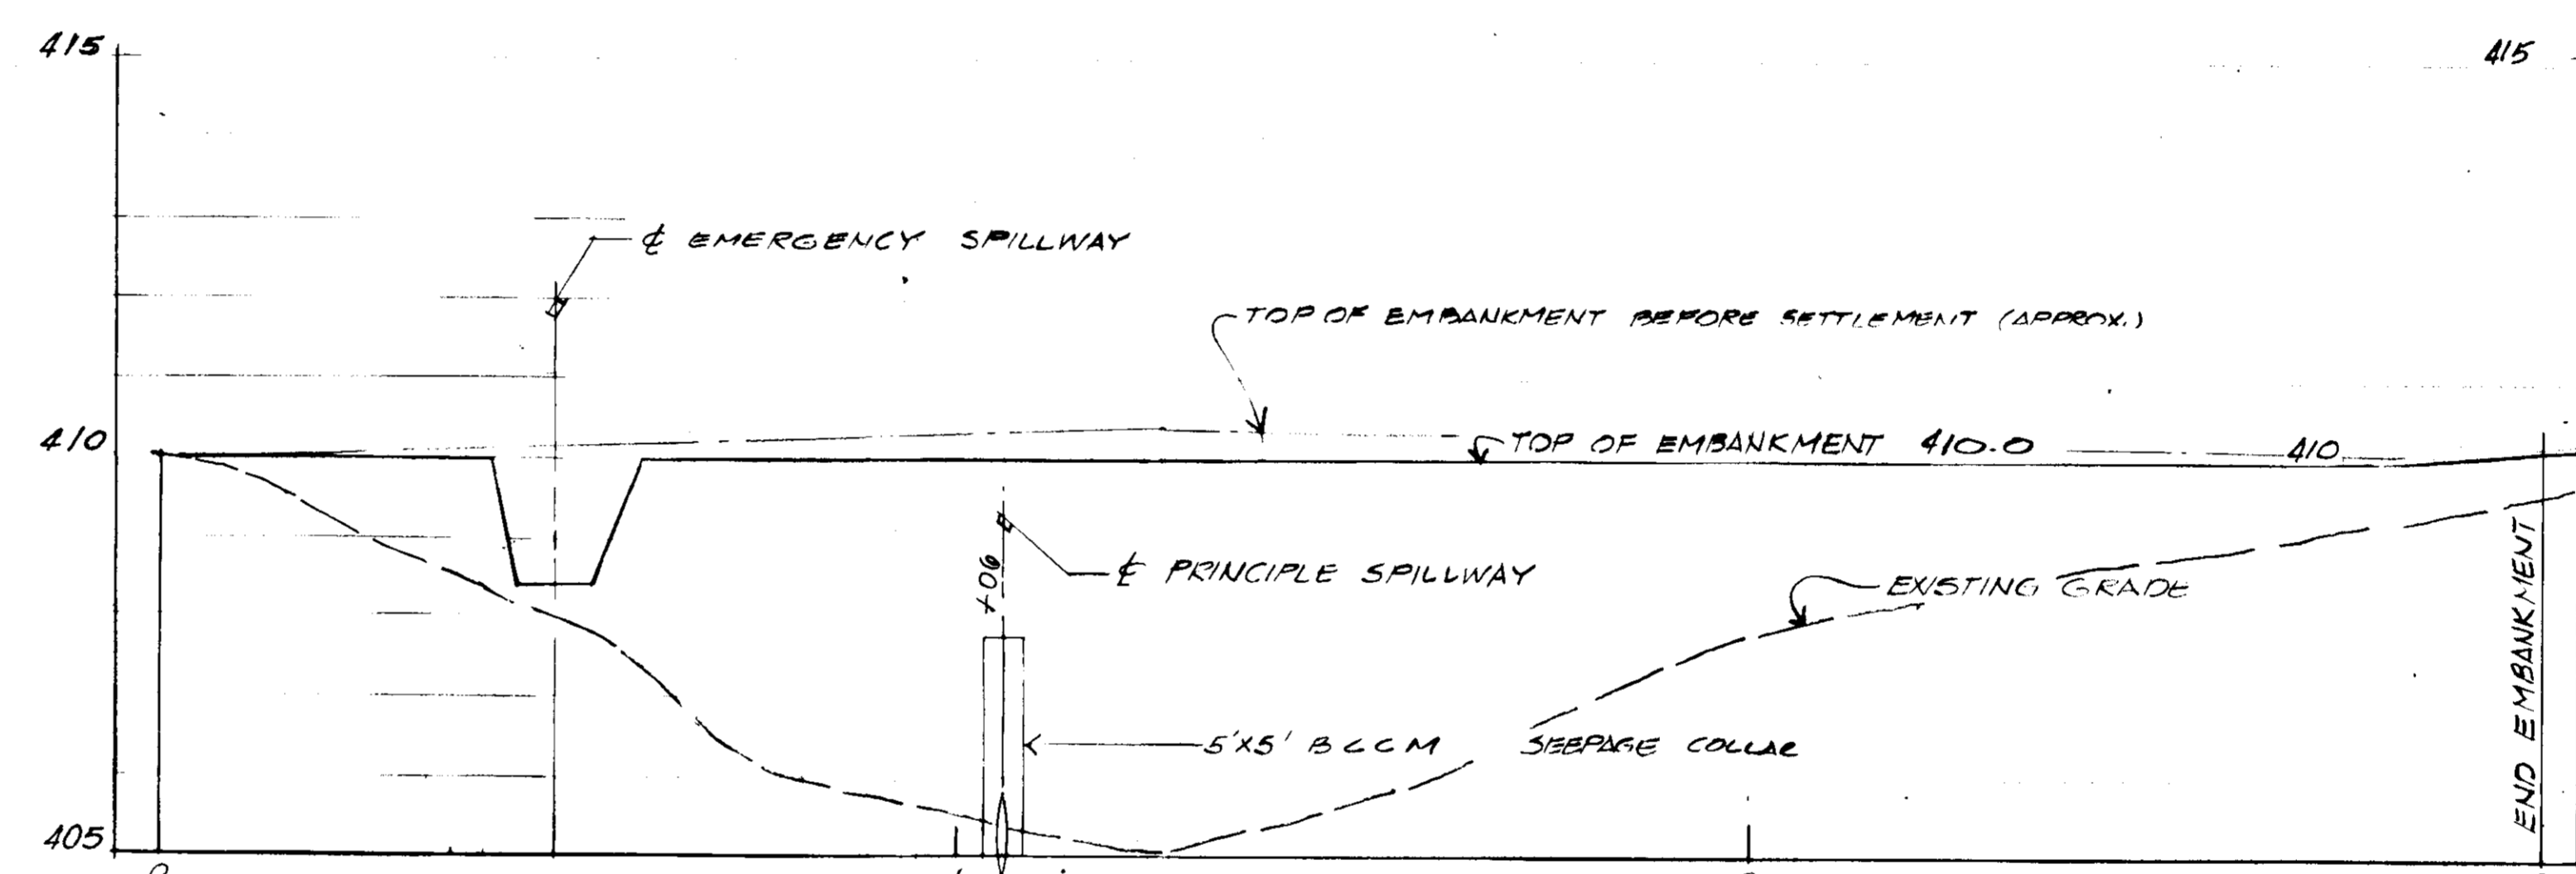 415
415
℄ EMERGENCY SPILLWAY
TOP OF EMBANKMENT BEFORE SETTLEMENT (APPROX.)
410
TOP OF EMBANKMENT 410.0
410
+06
℄ PRINCIPLE SPILLWAY
EXISTING GRADE
END EMBANKMENT
5'X5' BCCM SEEPAGE COLLAR
405